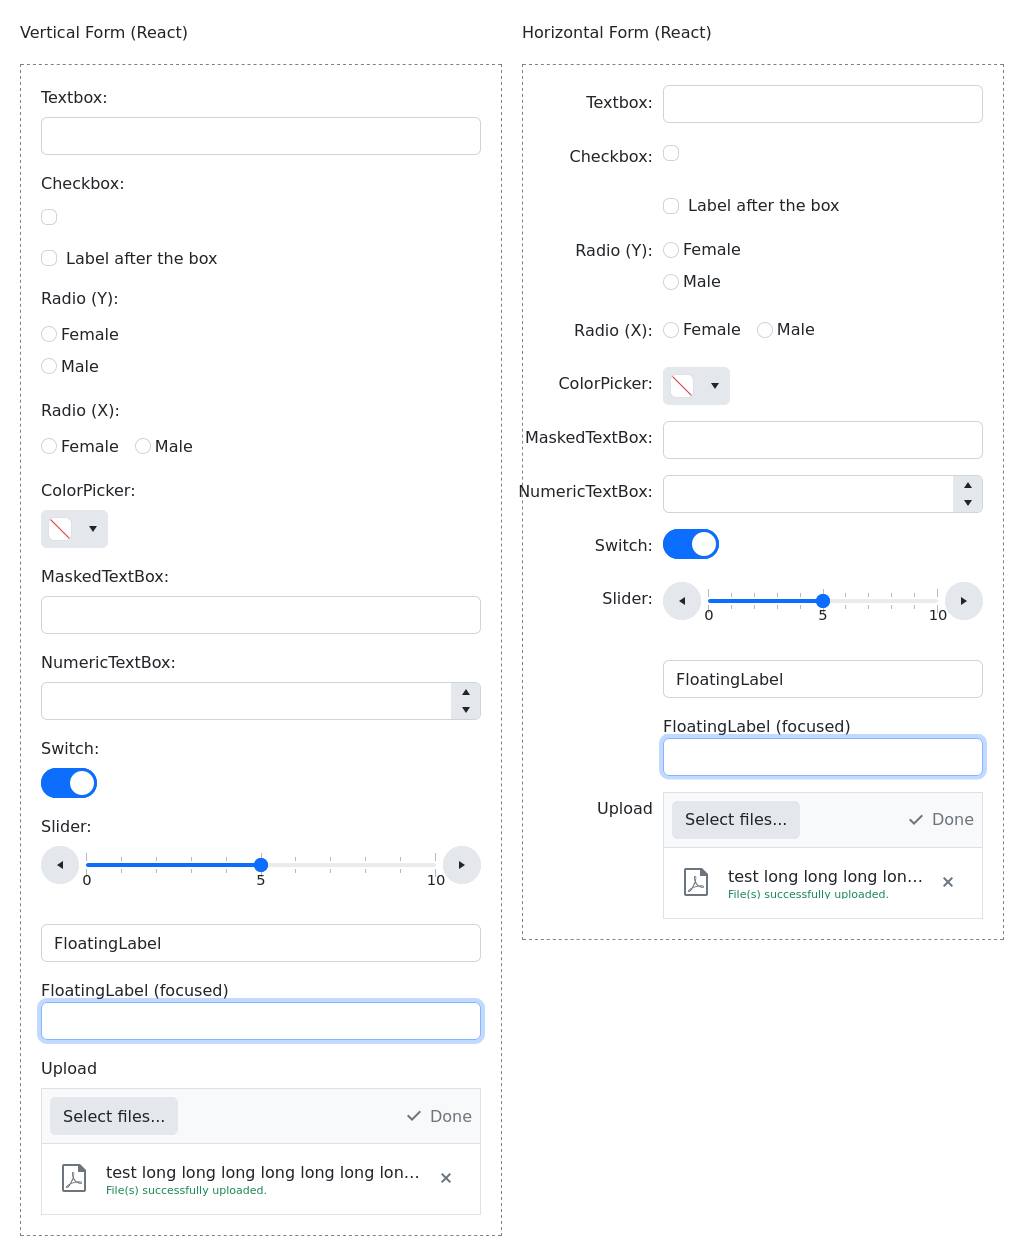 Vertical Form (React)
Textbox:
Checkbox:
Label after the box
Radio (Y):
Female
Male
Radio (X):
Female Male
ColorPicker:
MaskedTextBox:
NumericTextBox:
Switch:
Slider:
0 5 10
FloatingLabel
FloatingLabel (focused)
Upload
Select files... Done
test long long long long long long lon...
File(s) successfully uploaded.
Horizontal Form (React)
Textbox:
Checkbox:
Label after the box
Radio (Y): Female
Male
Radio (X): Female Male
ColorPicker:
MaskedTextBox:
NumericTextBox:
Switch:
Slider:
0 5 10
FloatingLabel
FloatingLabel (focused)
Upload Select files... Done
test long long long lon...
File(s) successfully uploaded.